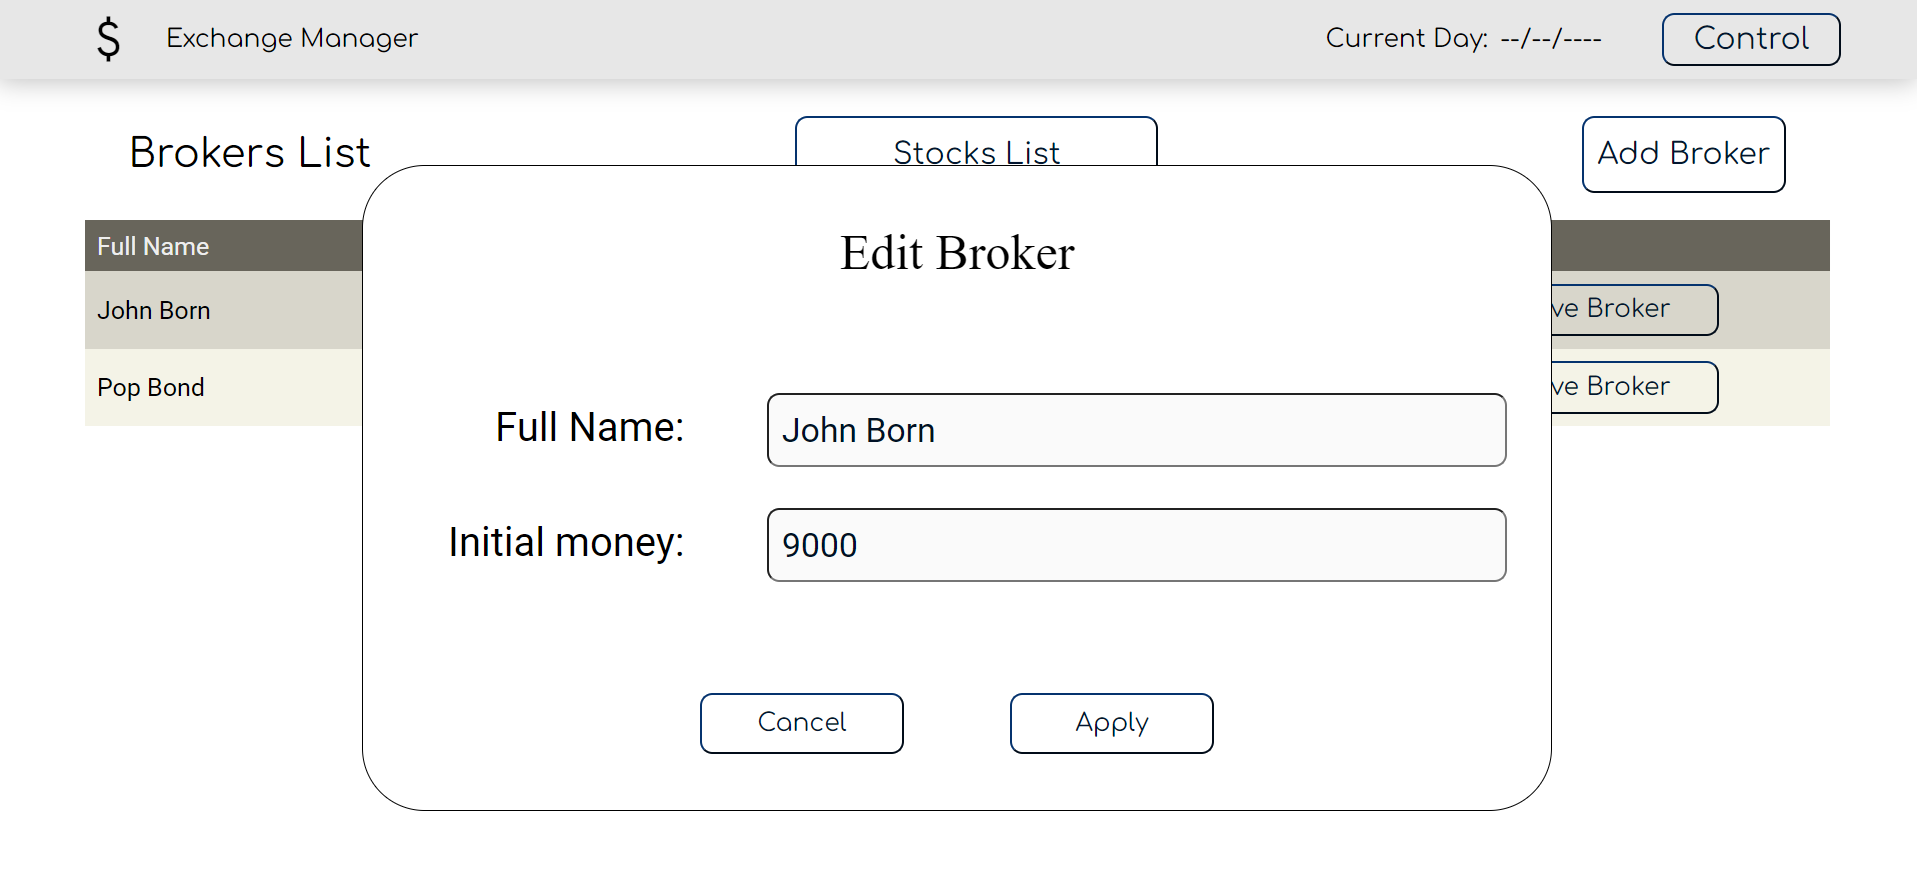 $ Exchange Manager Current Day: --/--/---- Control
Brokers List Stocks List Add Broker
Full Name
Edit Broker
John Born ve Broker
Pop Bond ve Broker
Full Name: John Born
Initial money: 9000
Cancel Apply